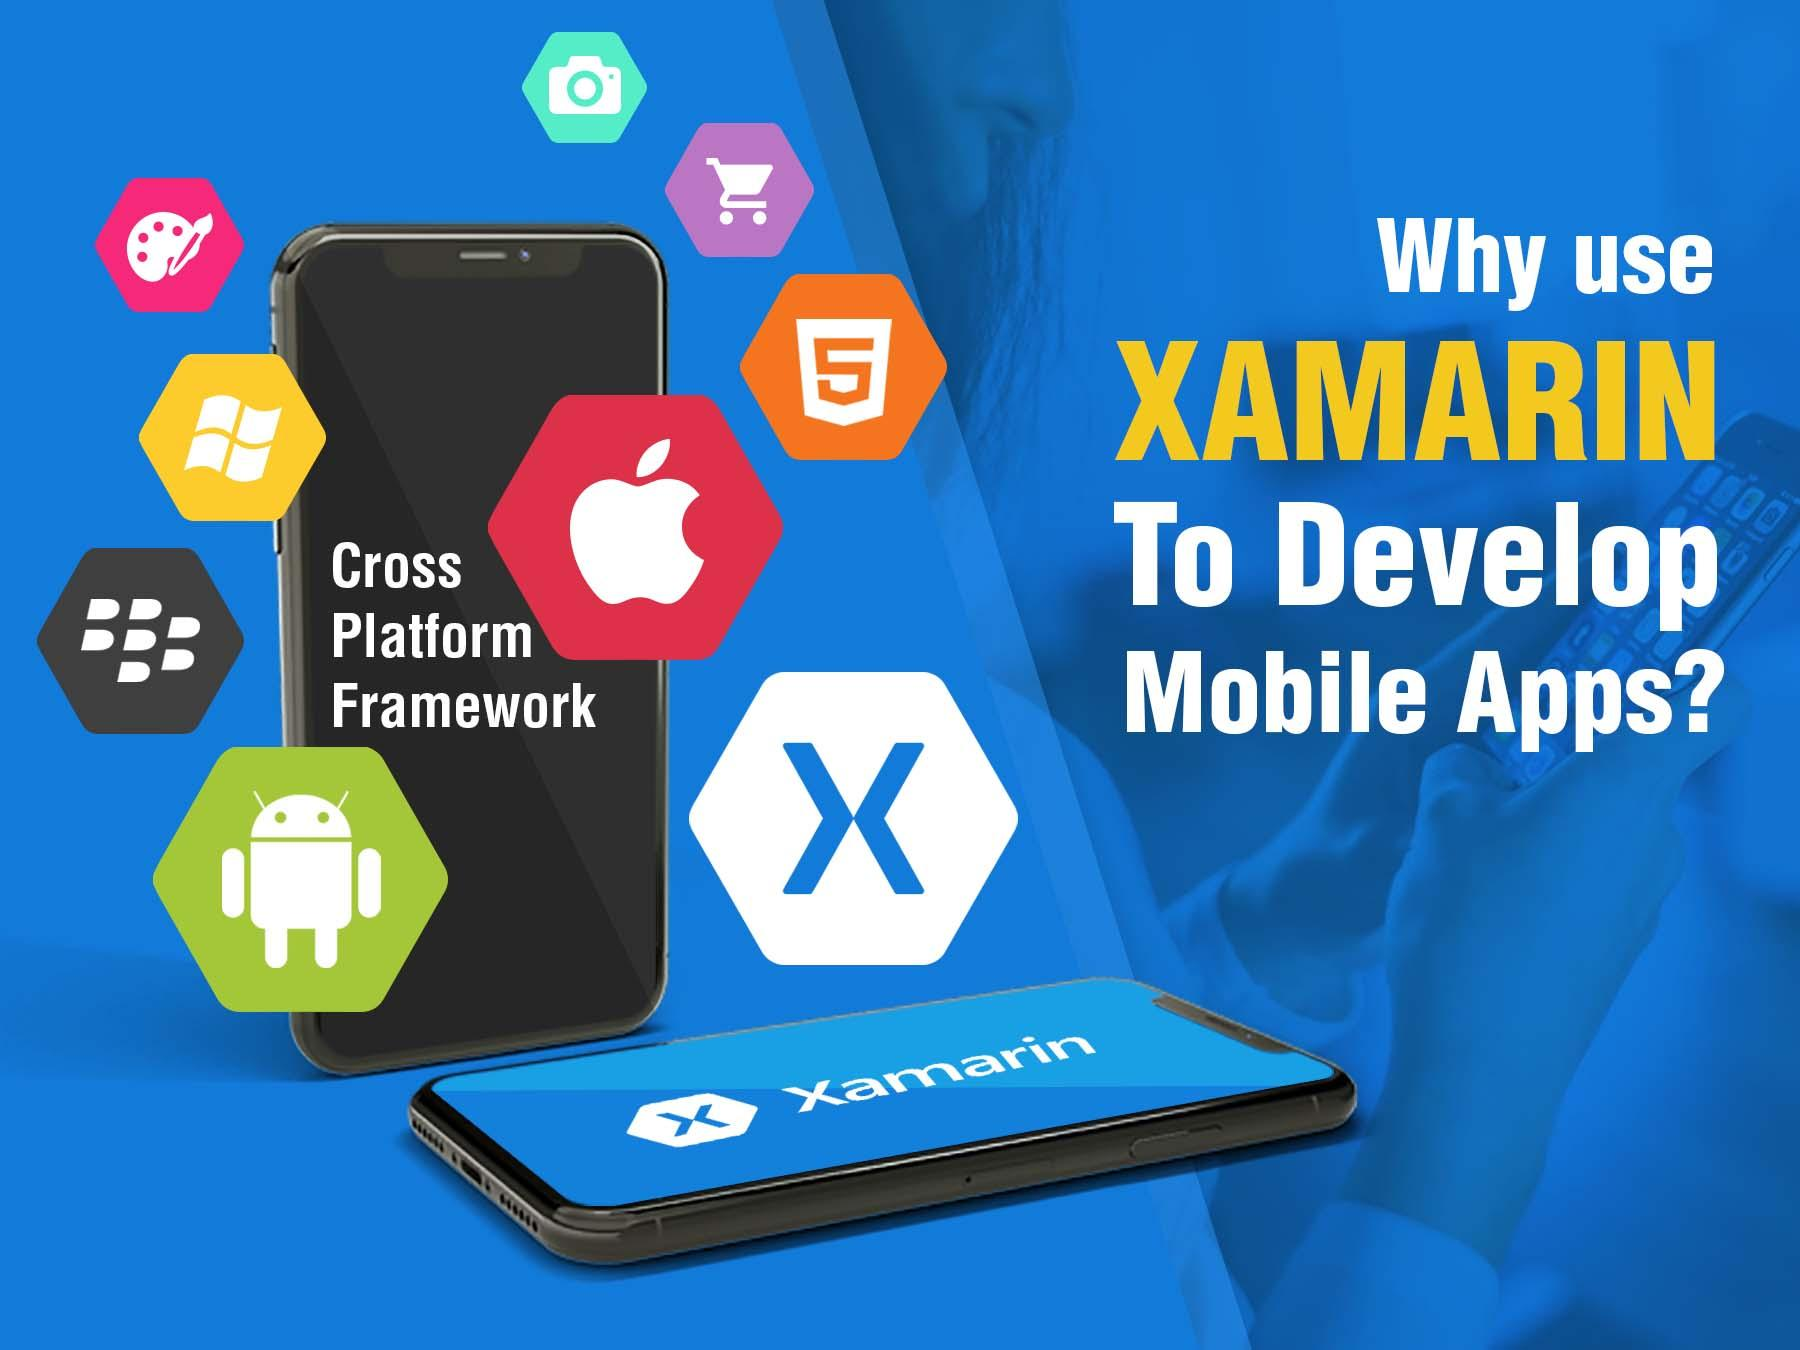 Why use
XAMARIN
To Develop
Mobile Apps?
Cross
Platform
Framework
Xamarin